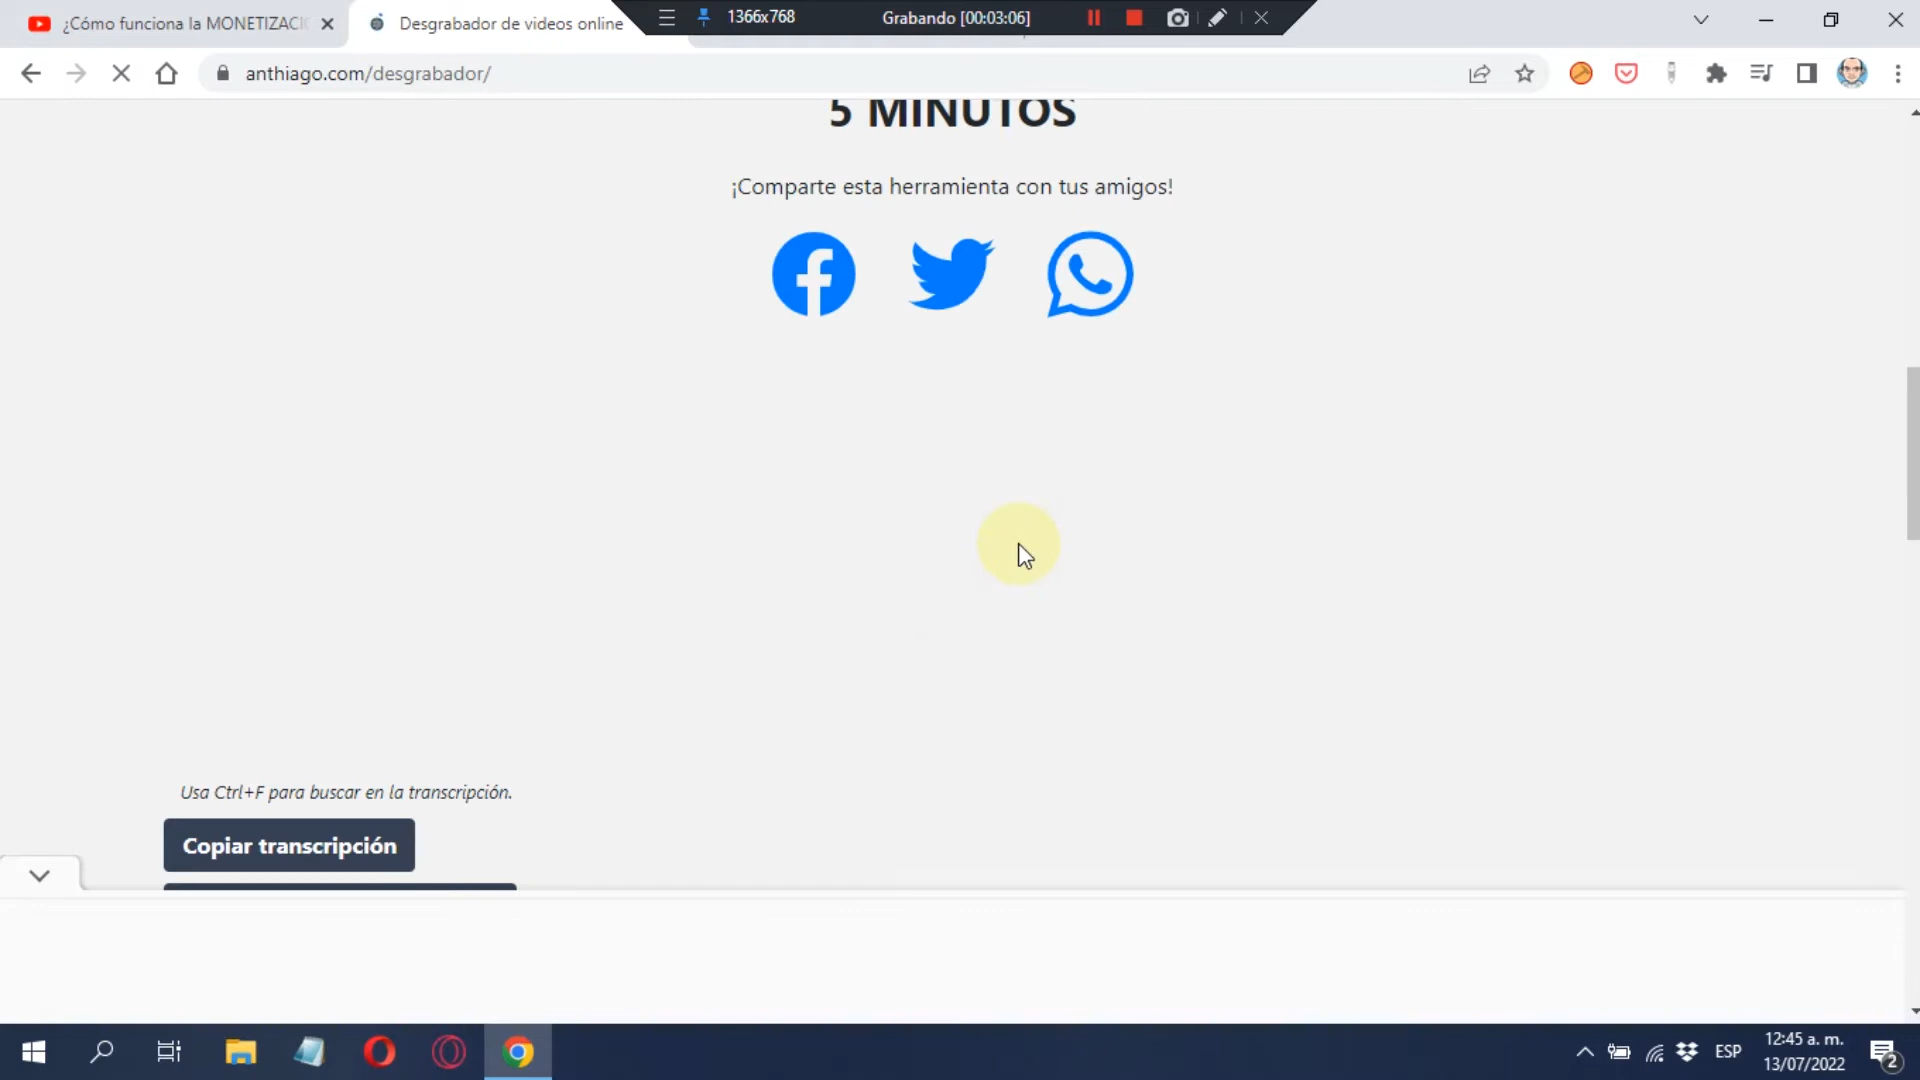 ¿Cómo funciona la MONETIZACI
Desgrabador de videos online
1366x768
Grabando [00:03:06]
anthiago.com/desgrabador/
5 MINUTOS
¡Comparte esta herramienta con tus amigos!
Usa Ctrl+F para buscar en la transcripción.
Copiar transcripción
ESP
12:45 a. m.
13/07/2022
2